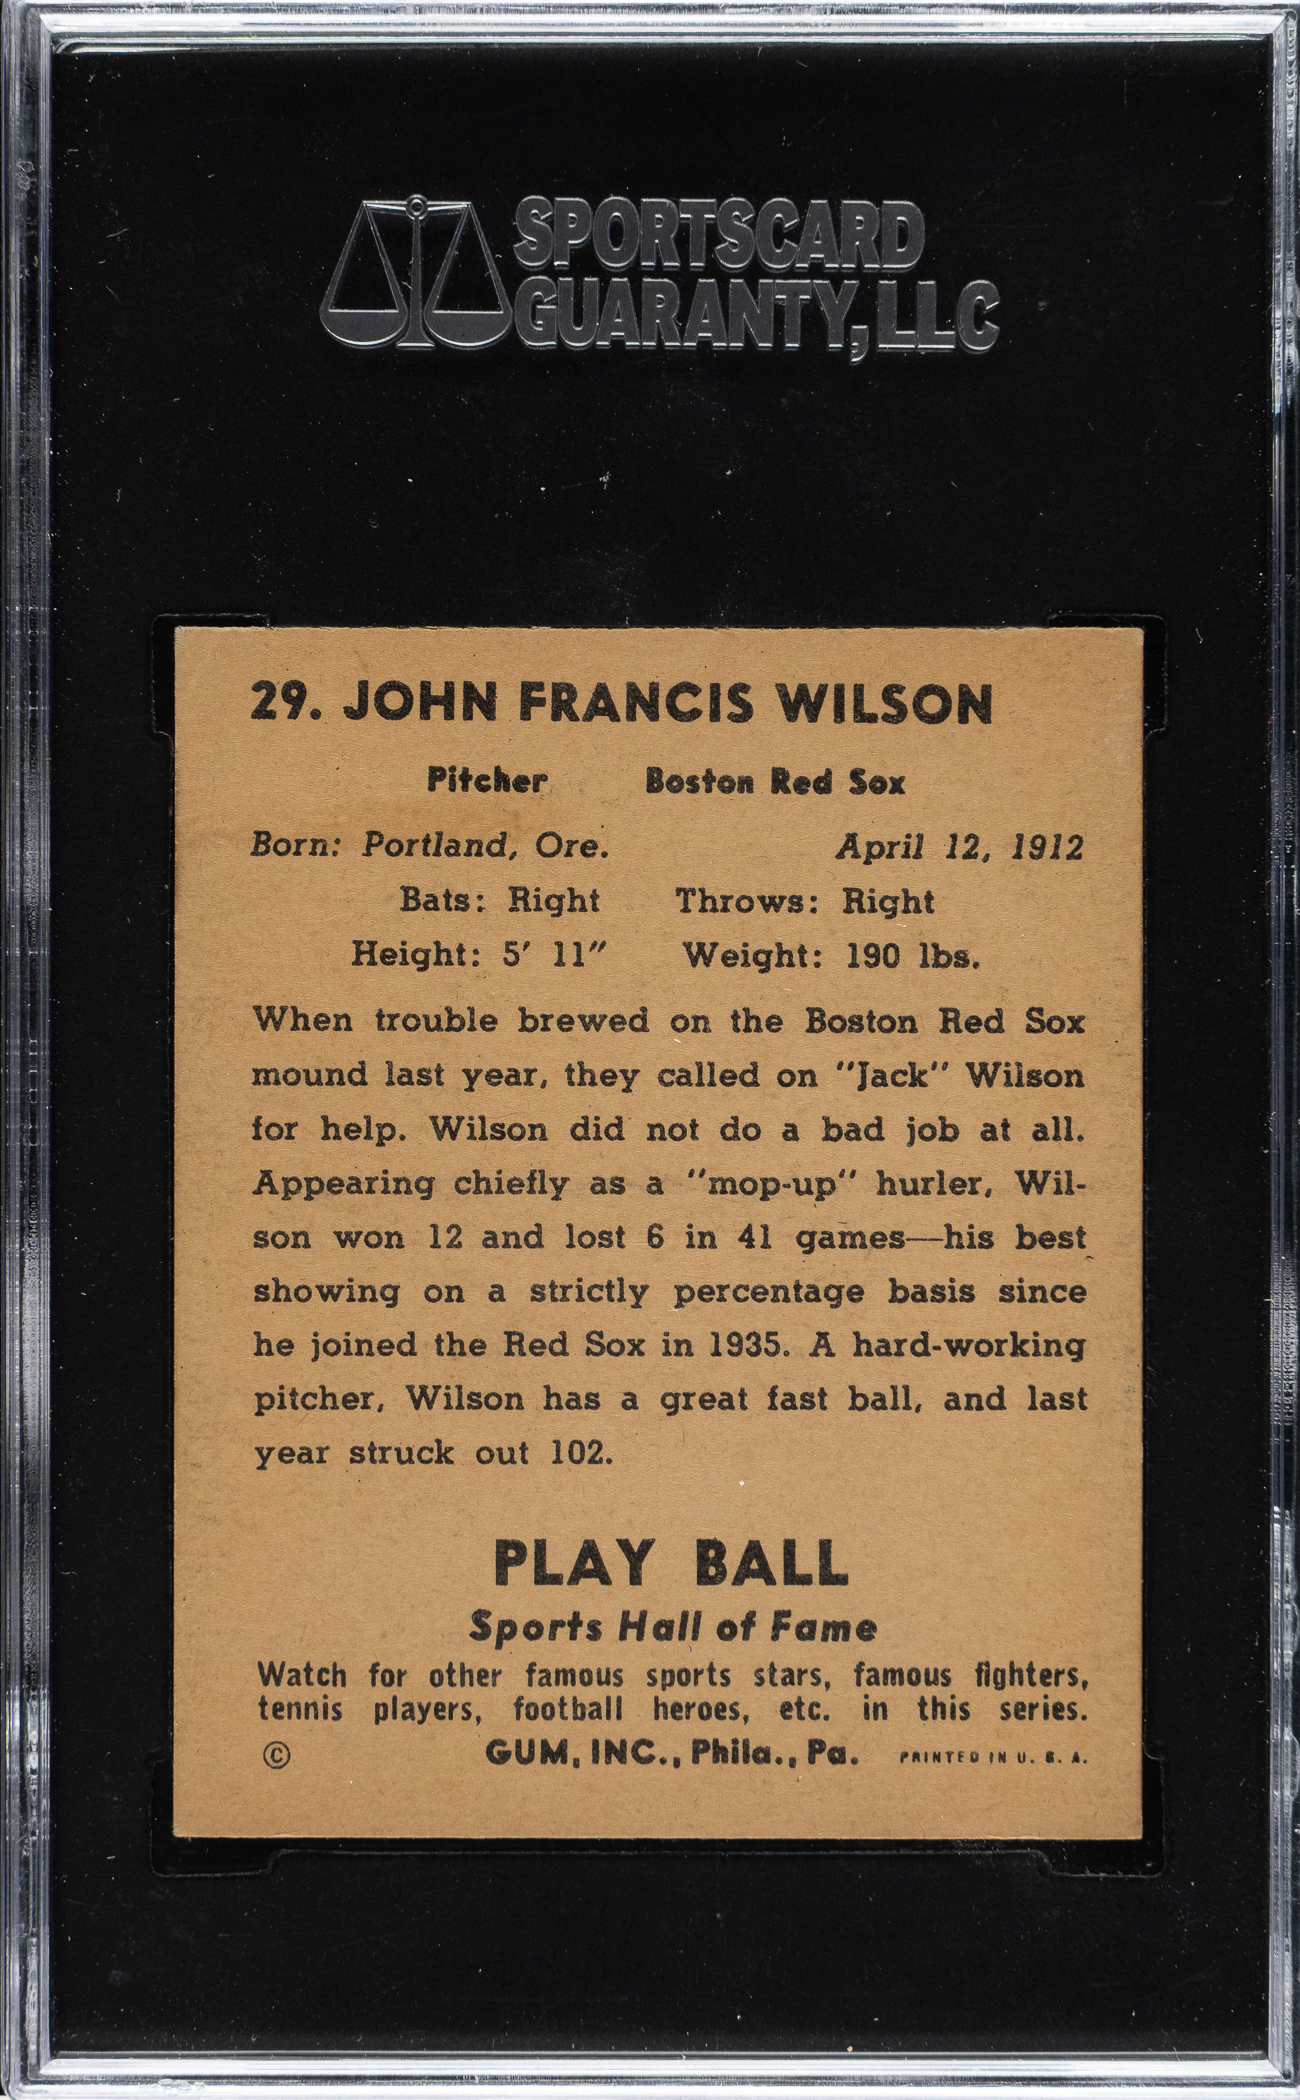 SPORTSCARD
GUARANTY, LLC
29. JOHN FRANCIS WILSON
Pitcher Boston Red Sox
Born: Portland, Ore. April 12, 1912
Bats: Right Throws: Right
Height: 5′ 11″ Weight: 190 lbs.
When trouble brewed on the Boston Red Sox
mound last year, they called on "Jack" Wilson
for help. Wilson did not do a bad job at all.
Appearing chiefly as a "mop-up" hurler, Wil-
son won 12 and lost 6 in 41 games—his best
showing on a strictly percentage basis since
he joined the Red Sox in 1935. A hard-working
pitcher, Wilson has a great fast ball, and last
year struck out 102.
PLAY BALL
Sports Hall of Fame
Watch for other famous sports stars, famous fighters,
tennis players, football heroes, etc. in this series.
© GUM, INC., Phila., Pa. PRINTED IN U. S. A.